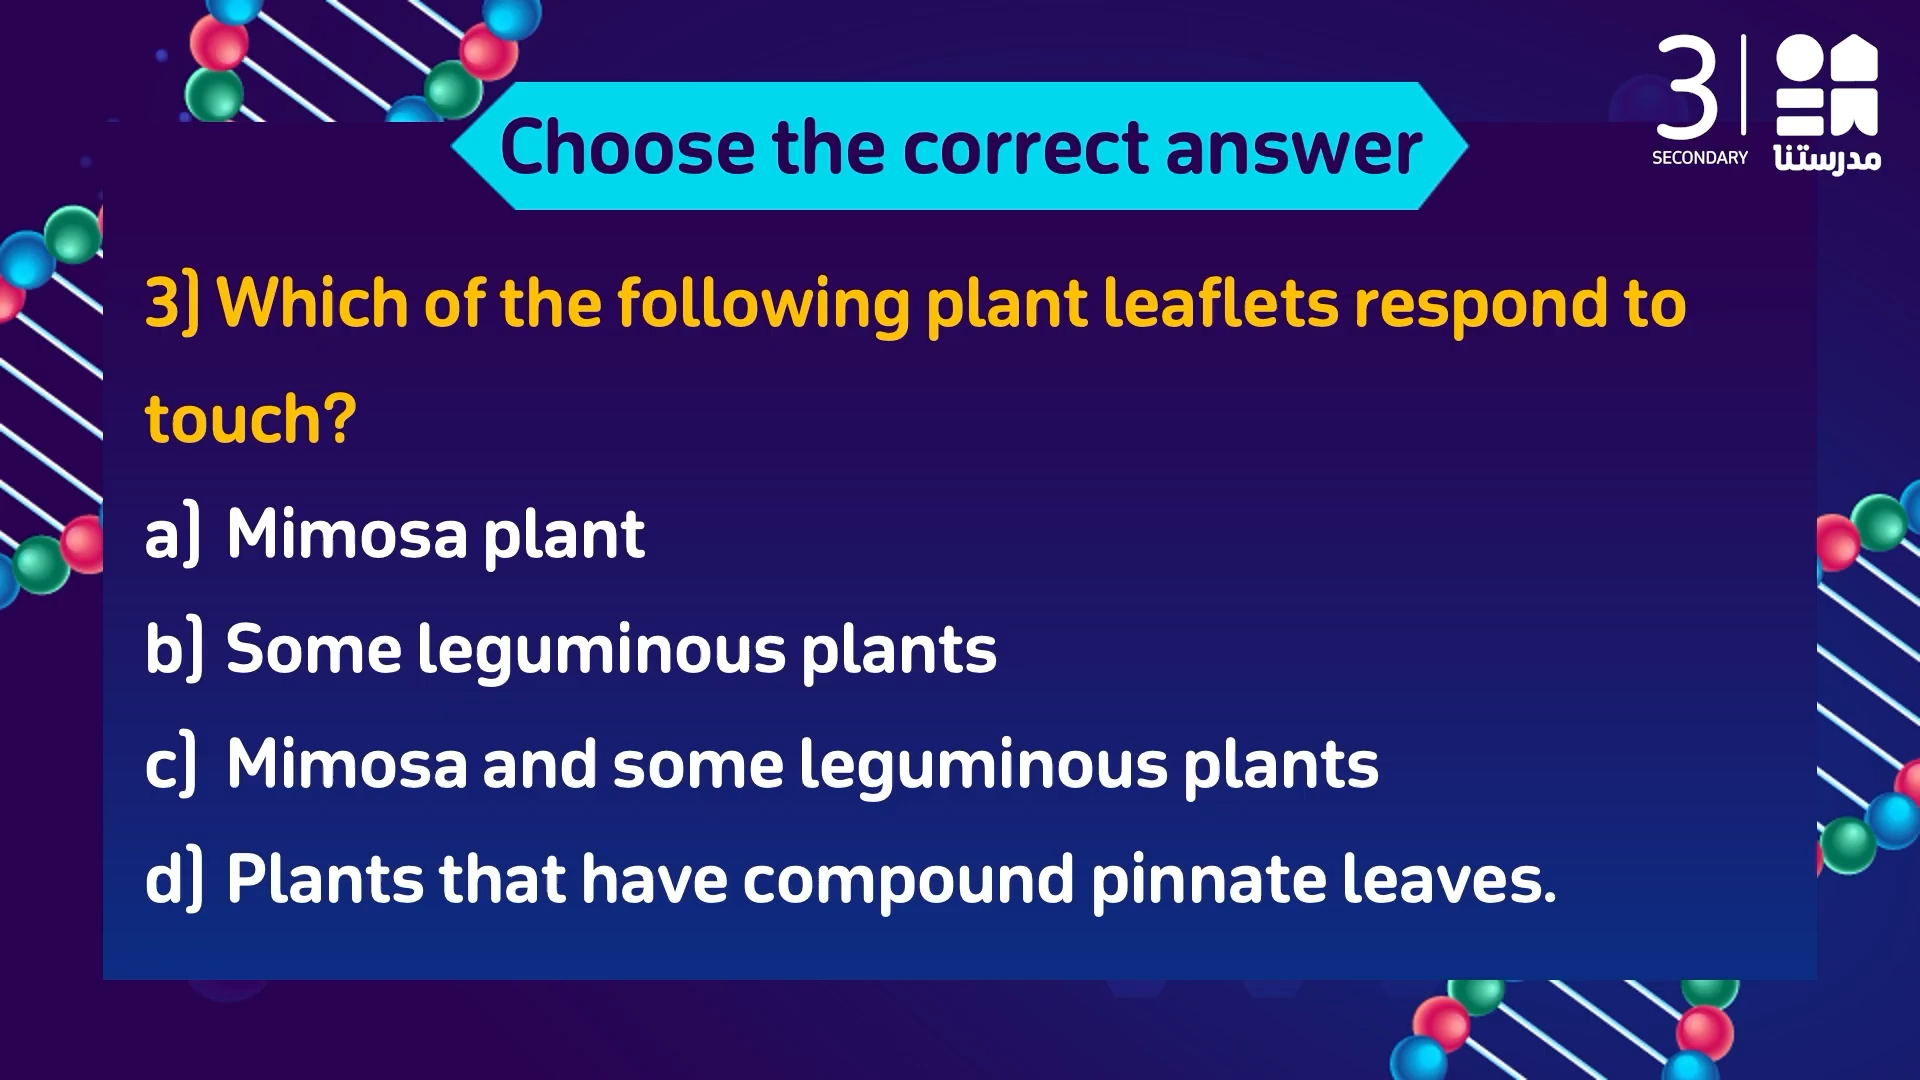 3
SECONDARY
مدرستنا
Choose the correct answer
3) Which of the following plant leaflets respond to
touch?
a) Mimosa plant
b) Some leguminous plants
c) Mimosa and some leguminous plants
d) Plants that have compound pinnate leaves.